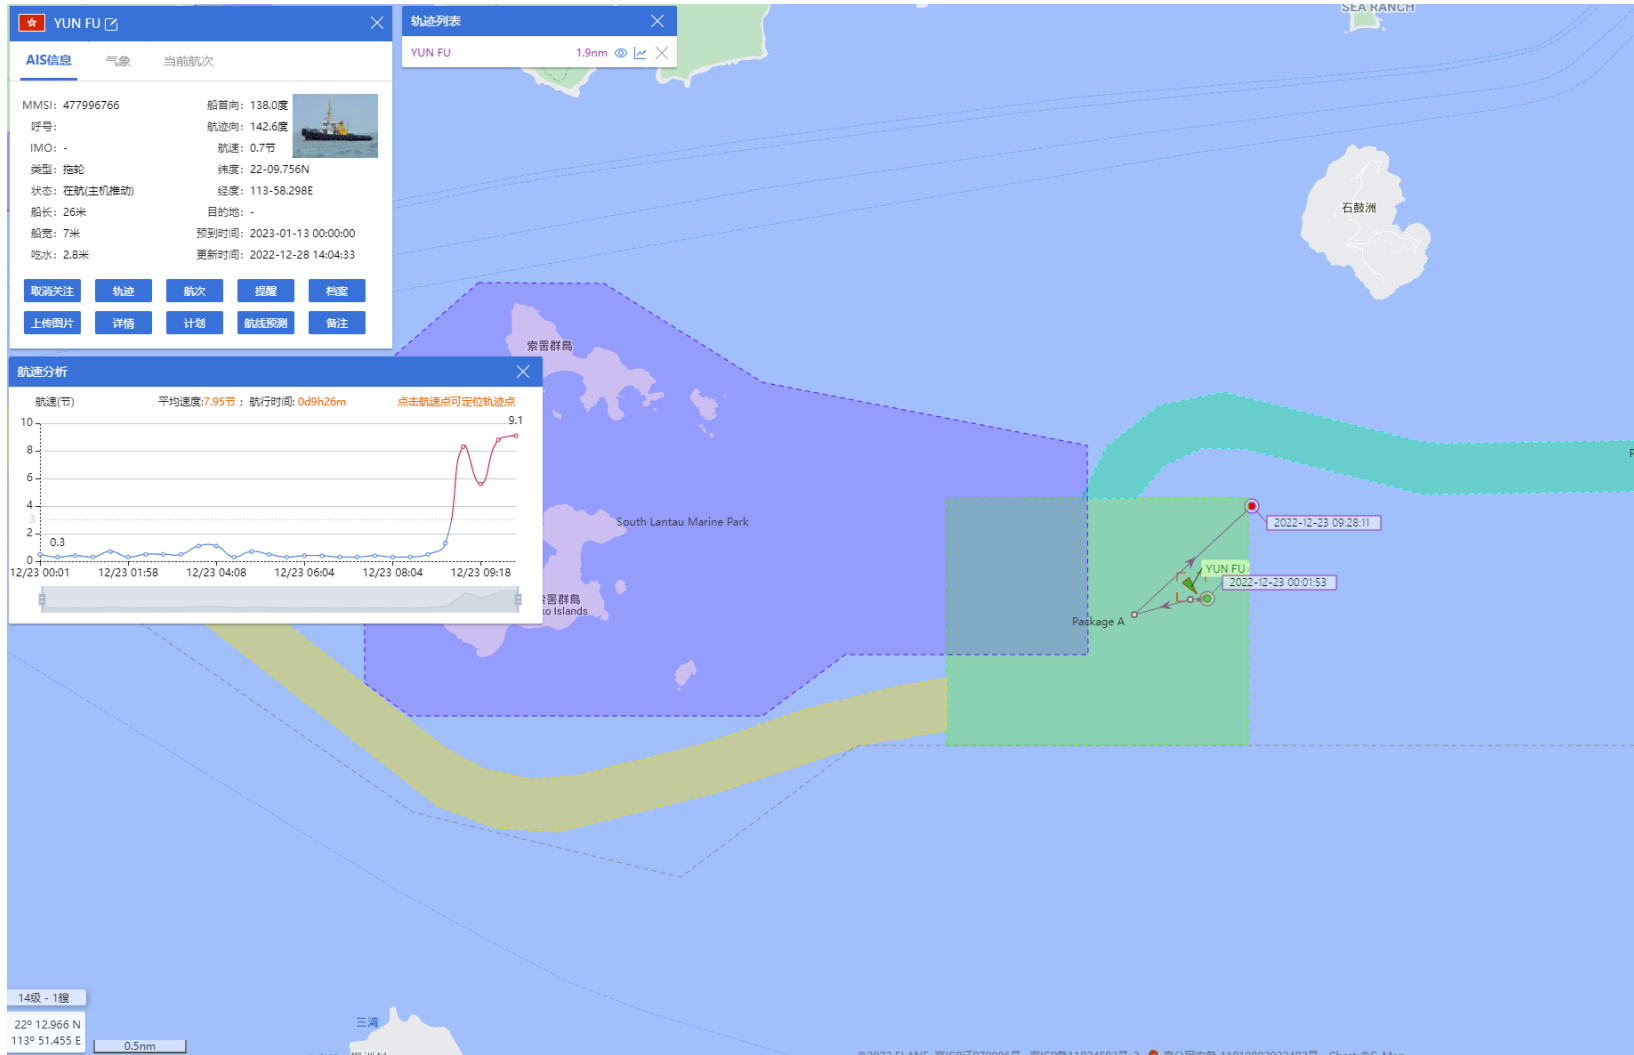 YUN FU
AIS信息 气象 当前航次
MMSI: 477996766 船首向: 138.0度
呼号: 航迹向: 142.6度
IMO: - 航速: 0.7节
类型: 拖轮 纬度: 22-09.756N
状态: 在航(主机推动) 经度: 113-58.298E
船长: 26米 目的地: -
船宽: 7米 预到时间: 2023-01-13 00:00:00
吃水: 2.8米 更新时间: 2022-12-28 14:04:33
取消关注 轨迹 航次 提醒 档案
上传图片 详情 计划 航线预测 备注
轨迹列表
YUN FU 1.9nm
SEA RANCH
石鼓洲
索罟群島
航速分析
航速(节) 平均速度:7.95节 ; 航行时间: 0d9h26m 点击航速点可定位轨迹点
10
8
6
4
3
2
0
0.3
9.1
12/23 00:01 12/23 01:58 12/23 04:08 12/23 06:04 12/23 08:04 12/23 09:18
South Lantau Marine Park
罟群島
ko Islands
2022-12-23 09:28:11
YUN FU
2022-12-23 00:01:53
Package A
P
14级 - 1艘
22º 12.966 N
113º 51.455 E
0.5nm
三湾